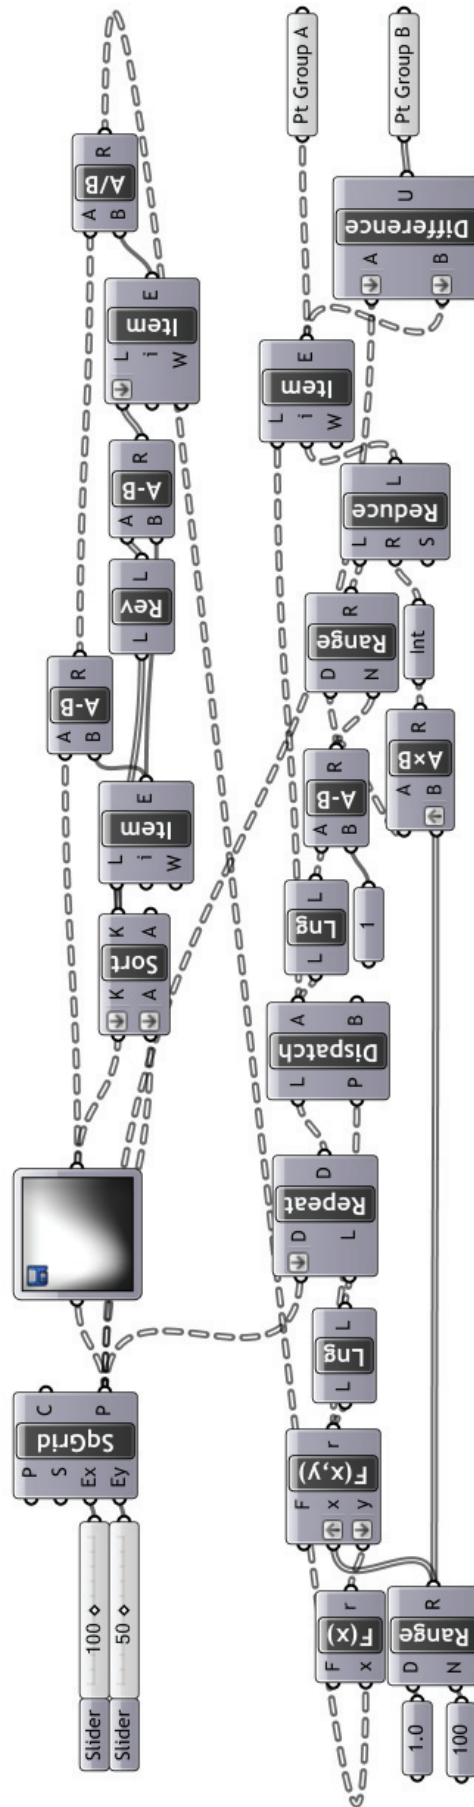 Slider 100
Slider 50
P
S
Ex
Ey
SqGrid
C
P
K
A
Sort
K
A
L
i
W
Item
E
A
B
A-B
R
L
Rev
L
A
B
A-B
R
L
i
W
Item
E
A
B
A/B
R
1.0
100
F
x
F(x)
r
D
N
Range
R
F
x
y
F(x,y)
r
L
Lng
L
D
L
Repeat
D
L
P
Dispatch
A
B
L
Lng
L
1
A
B
A-B
R
A
B
A×B
R
D
N
Range
R
Int
L
R
S
Reduce
L
L
i
W
Item
E
A
B
Difference
U
Pt Group A
Pt Group B